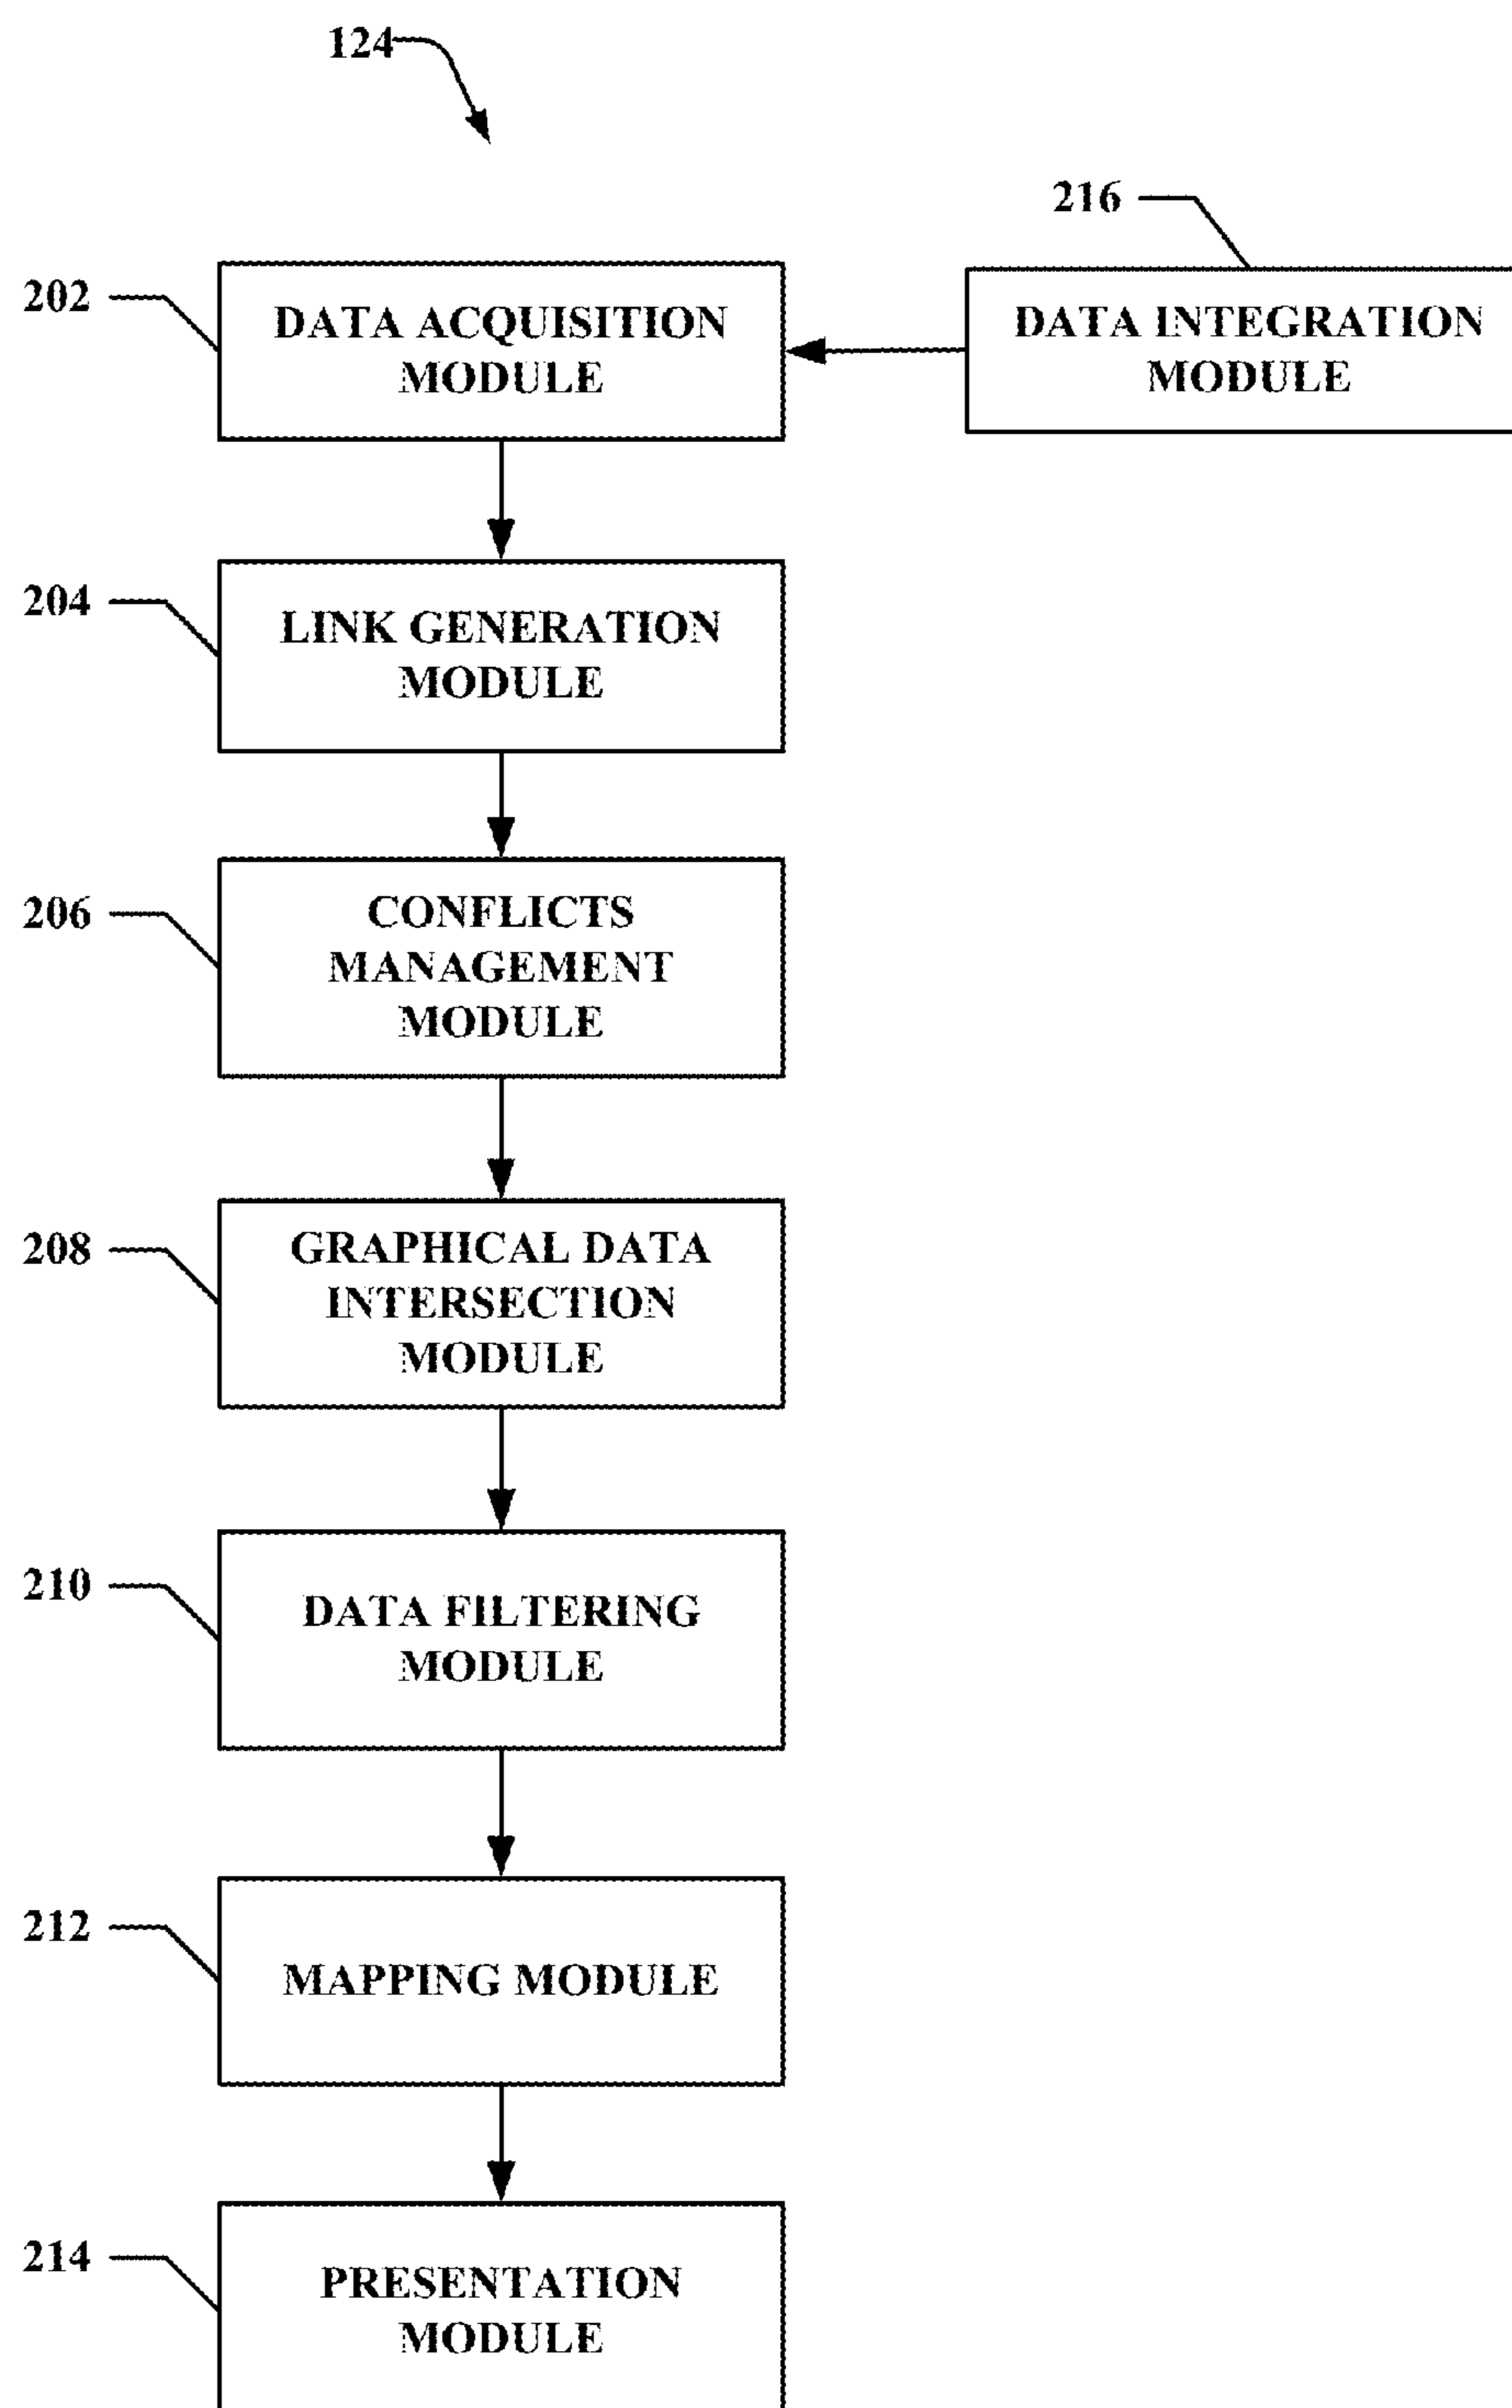 124
216
202
DATA ACQUISITION
MODULE
DATA INTEGRATION
MODULE
204
LINK GENERATION
MODULE
206
CONFLICTS
MANAGEMENT
MODULE
208
GRAPHICAL DATA
INTERSECTION
MODULE
210
DATA FILTERING
MODULE
212
MAPPING MODULE
214
PRESENTATION
MODULE